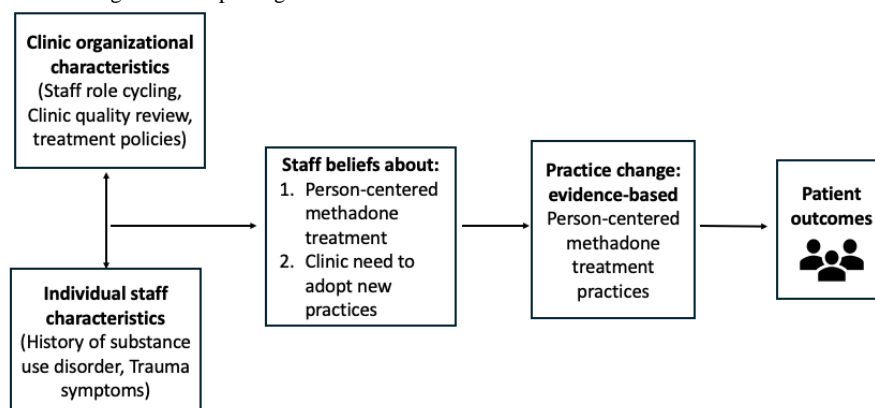 Clinic organizational
characteristics
(Staff role cycling,
Clinic quality review,
treatment policies)
Individual staff
characteristics
(History of substance
use disorder, Trauma
symptoms)
Staff beliefs about:
1. Person-centered
methadone
treatment
2. Clinic need to
adopt new
practices
Practice change:
evidence-based
Person-centered
methadone
treatment
practices
Patient
outcomes